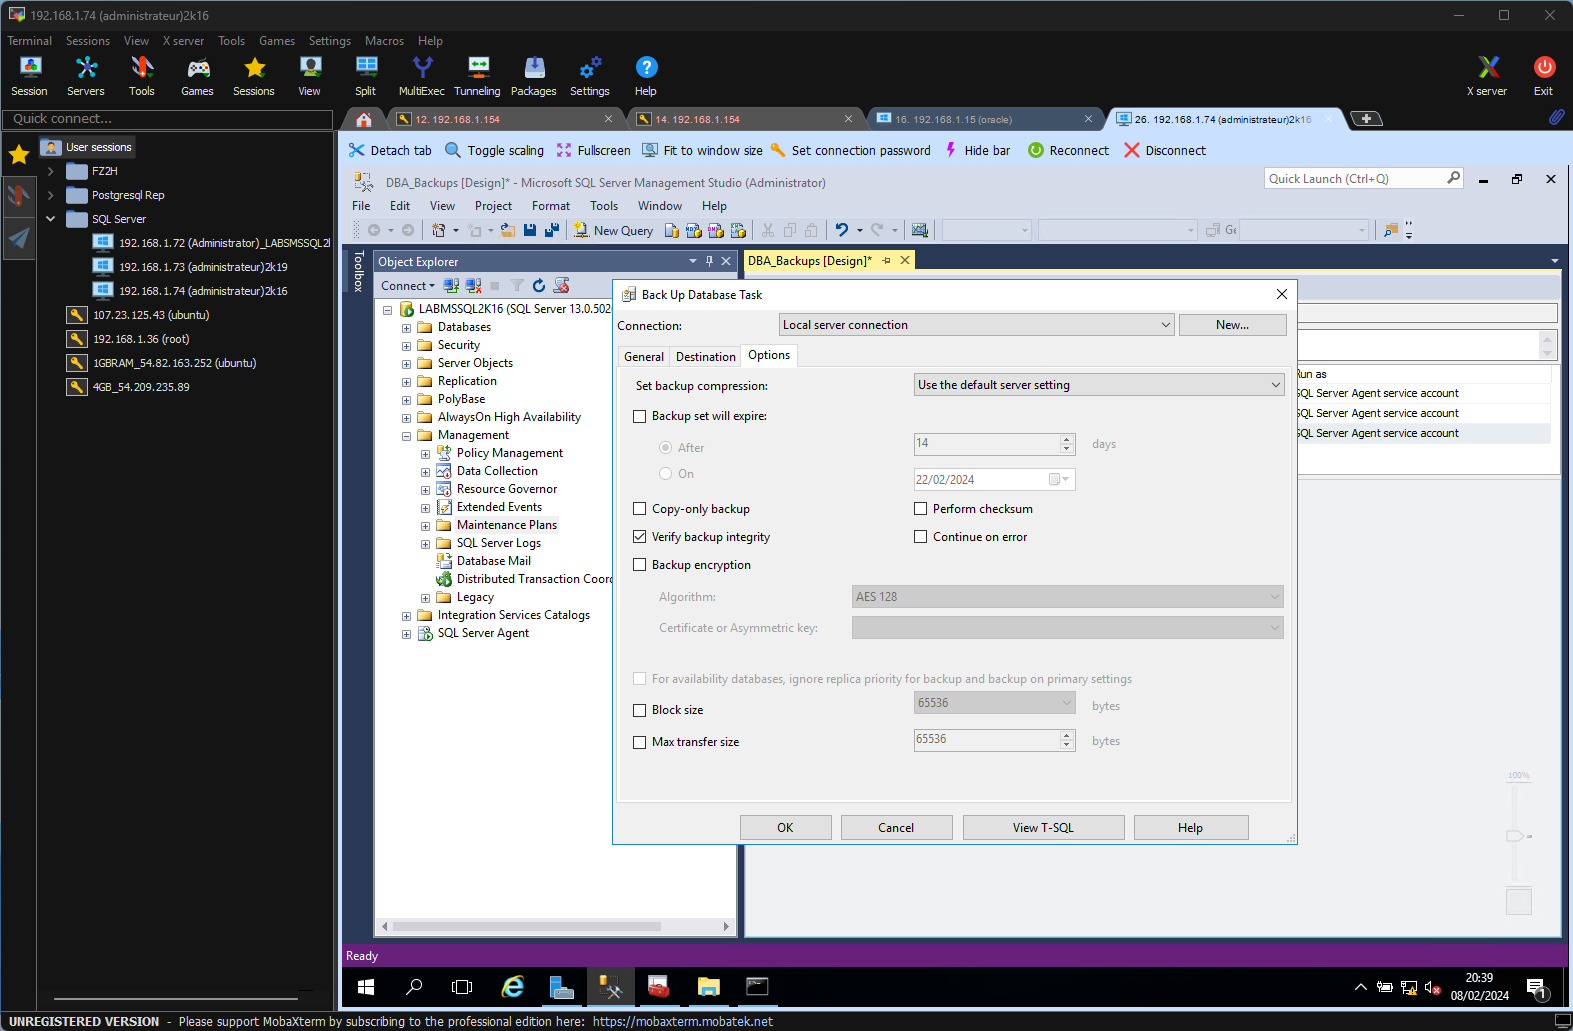 192.168.1.74 (administrateur)2k16
Terminal Sessions View X server Tools Games Settings Macros Help
Session Servers Tools Games Sessions View Split MultiExec Tunneling Packages Settings Help X server Exit
Quick connect...
12. 192.168.1.154
14. 192.168.1.154
16. 192.168.1.15 (oracle)
26. 192.168.1.74 (administrateur)2k16
Detach tab Toggle scaling Fullscreen Fit to window size Set connection password Hide bar Reconnect Disconnect
User sessions
FZ2H
Postgresql Rep
SQL Server
192.168.1.72 (Administrator)_LABSMSSQL2
192.168.1.73 (administrateur)2k19
192.168.1.74 (administrateur)2k16
107.23.125.43 (ubuntu)
192.168.1.36 (root)
1GBRAM_54.82.163.252 (ubuntu)
4GB_54.209.235.89
DBA_Backups [Design]* - Microsoft SQL Server Management Studio (Administrator)
Quick Launch (Ctrl+Q)
File Edit View Project Format Tools Window Help
New Query
MDX DMX XMLA
Ge
Toolbox
Object Explorer
DBA_Backups [Design]*
Connect
LABMSSQL2K16 (SQL Server 13.0.502
Databases
Security
Server Objects
Replication
PolyBase
AlwaysOn High Availability
Management
Policy Management
Data Collection
Resource Governor
Extended Events
Maintenance Plans
SQL Server Logs
Database Mail
Distributed Transaction Coor
Legacy
Integration Services Catalogs
SQL Server Agent
Back Up Database Task
Connection: Local server connection New...
General Destination Options
Set backup compression: Use the default server setting
Backup set will expire:
After 14 days
On 22/02/2024
Copy-only backup Perform checksum
Verify backup integrity Continue on error
Backup encryption
Algorithm: AES 128
Certificate or Asymmetric key:
For availability databases, ignore replica priority for backup and backup on primary settings
Block size 65536 bytes
Max transfer size 65536 bytes
OK Cancel View T-SQL Help
Run as
SQL Server Agent service account
SQL Server Agent service account
SQL Server Agent service account
100%
Ready
20:39
08/02/2024
1
UNREGISTERED VERSION - Please support MobaXterm by subscribing to the professional edition here: https://mobaxterm.mobatek.net